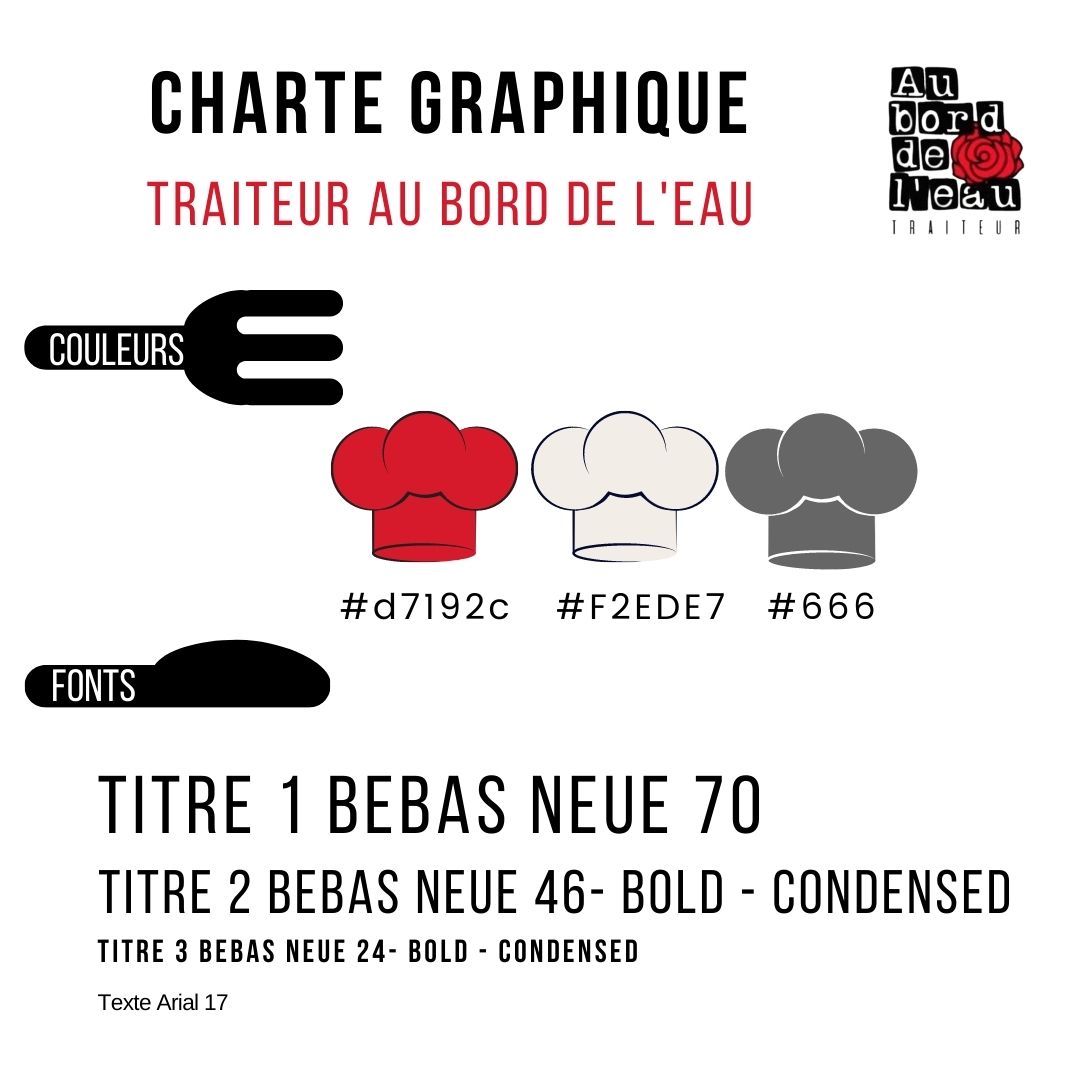 CHARTE GRAPHIQUE
TRAITEUR AU BORD DE L'EAU
Au
bord
de
Neau
TRAITEUR
COULEURS
#d7192c #F2EDE7 #666
FONTS
TITRE 1 BEBAS NEUE 70
TITRE 2 BEBAS NEUE 46- BOLD - CONDENSED
TITRE 3 BEBAS NEUE 24- BOLD - CONDENSED
Texte Arial 17